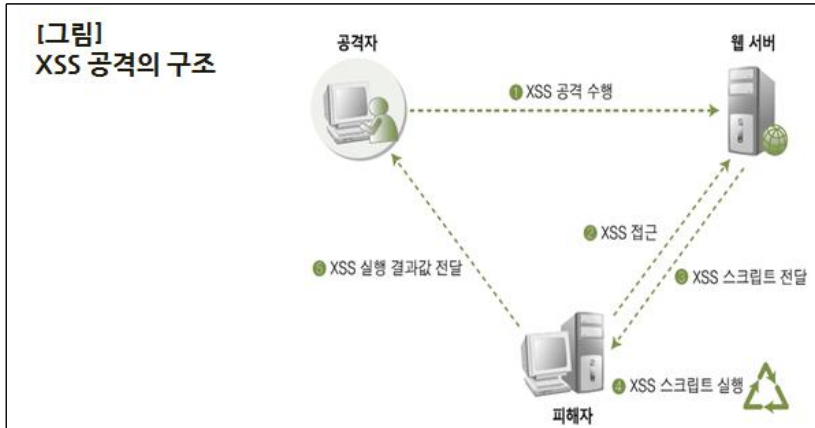 [그림]
XSS 공격의 구조
공격자
웹 서버
❶ XSS 공격 수행
❷ XSS 접근
❺ XSS 실행 결과값 전달
❸ XSS 스크립트 전달
❹ XSS 스크립트 실행
피해자